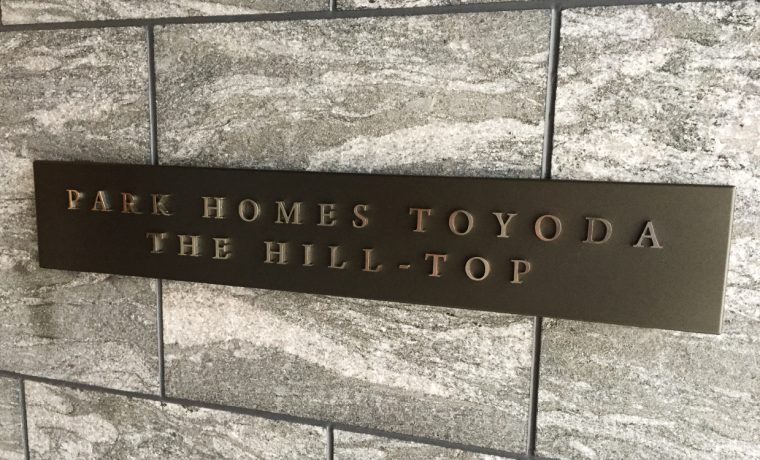 PARK HOMES TOYODA
THE HILL-TOP